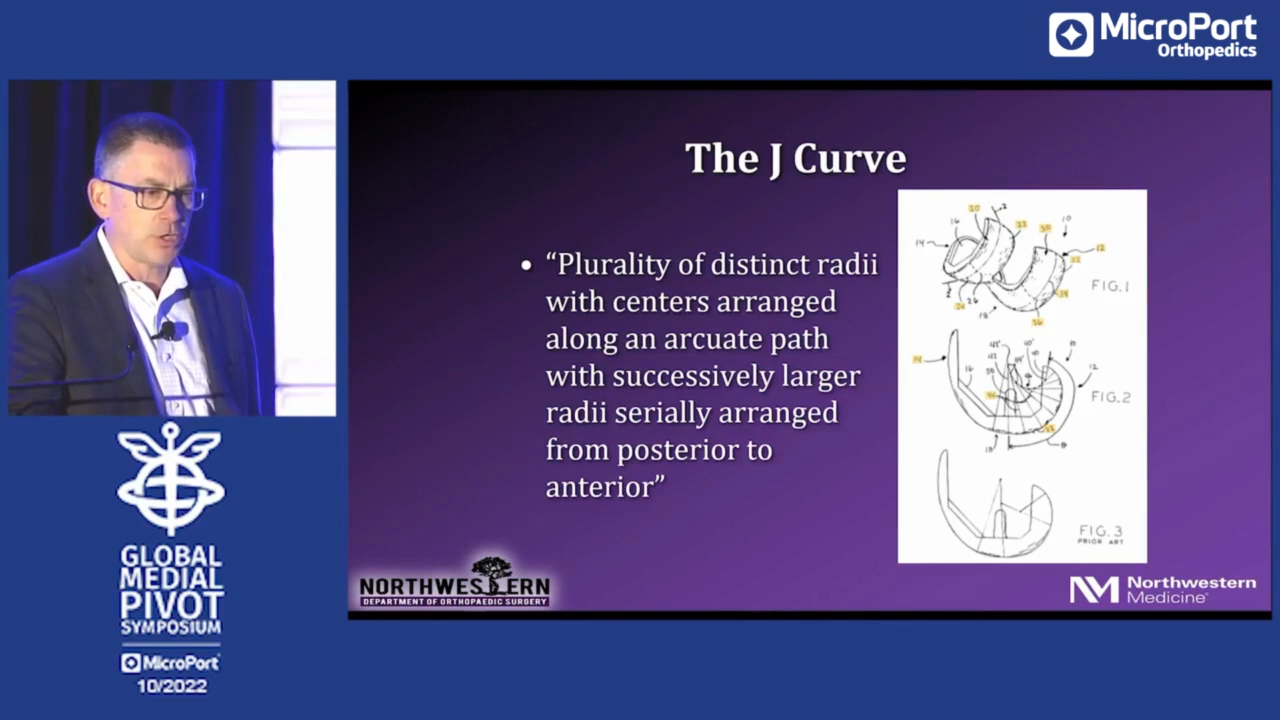 MicroPort
Orthopedics
The J Curve
• “Plurality of distinct radii
with centers arranged
along an arcuate path
with successively larger
radii serially arranged
from posterior to
anterior”
FIG.1
FIG.2
FIG.3
PRIOR ART
NORTHWESTERN
DEPARTMENT OF ORTHOPAEDIC SURGERY
Northwestern
Medicine
GLOBAL
MEDIAL
PIVOT
SYMPOSIUM
MicroPort
10/2022